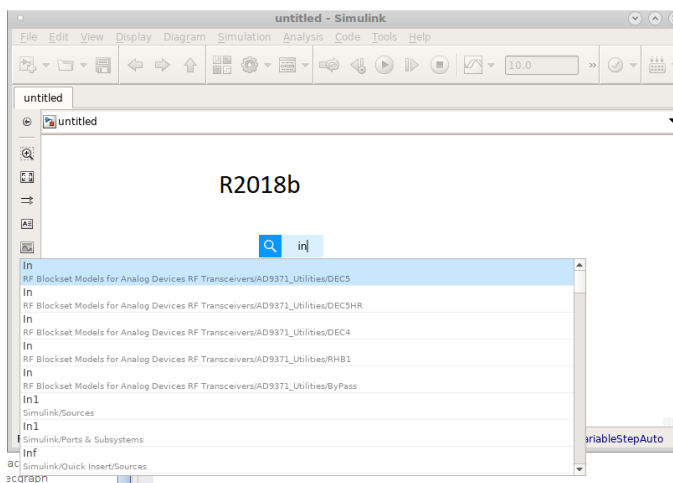 untitled - Simulink
File Edit View Display Diagram Simulation Analysis Code Tools Help
10.0 »
untitled
untitled
R2018b
in
In
RF Blockset Models for Analog Devices RF Transceivers/AD9371_Utilities/DEC5
In
RF Blockset Models for Analog Devices RF Transceivers/AD9371_Utilities/DEC5HR
In
RF Blockset Models for Analog Devices RF Transceivers/AD9371_Utilities/DEC4
In
RF Blockset Models for Analog Devices RF Transceivers/AD9371_Utilities/RHB1
In
RF Blockset Models for Analog Devices RF Transceivers/AD9371_Utilities/ByPass
In1
Simulink/Sources
In1
Simulink/Ports & Subsystems
Inf
Simulink/Quick Insert/Sources
ariableStepAuto
ac
ecgraph